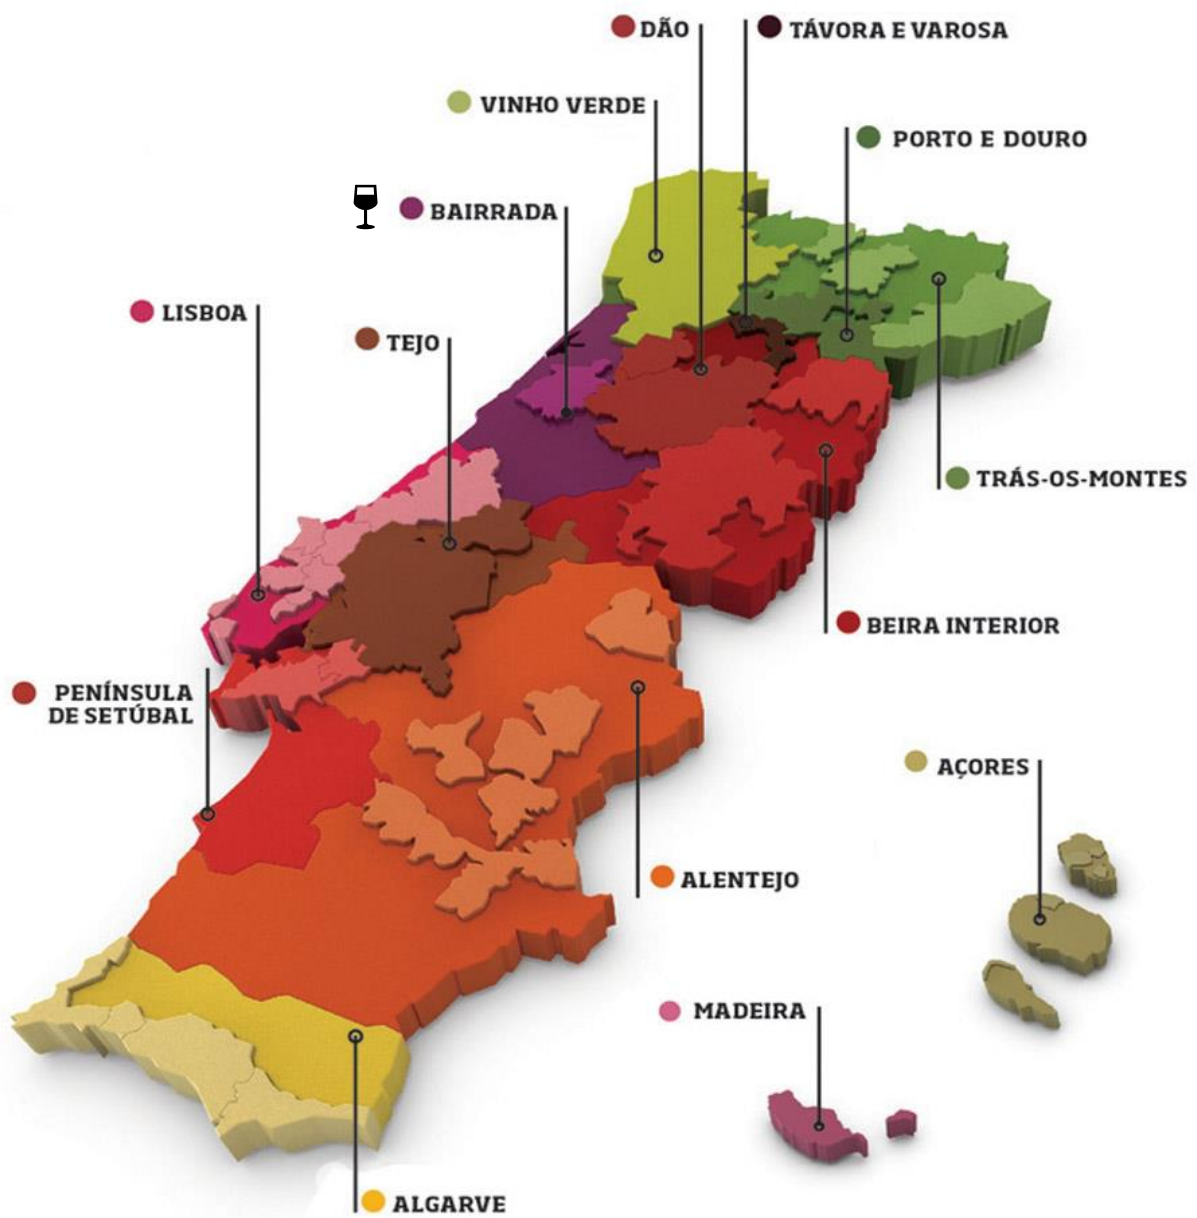 DÃO
TÁVORA E VAROSA
VINHO VERDE
PORTO E DOURO
BAIRRADA
LISBOA
TEJO
TRÁS-OS-MONTES
BEIRA INTERIOR
PENÍNSULA
DE SETÚBAL
AÇORES
ALENTEJO
MADEIRA
ALGARVE